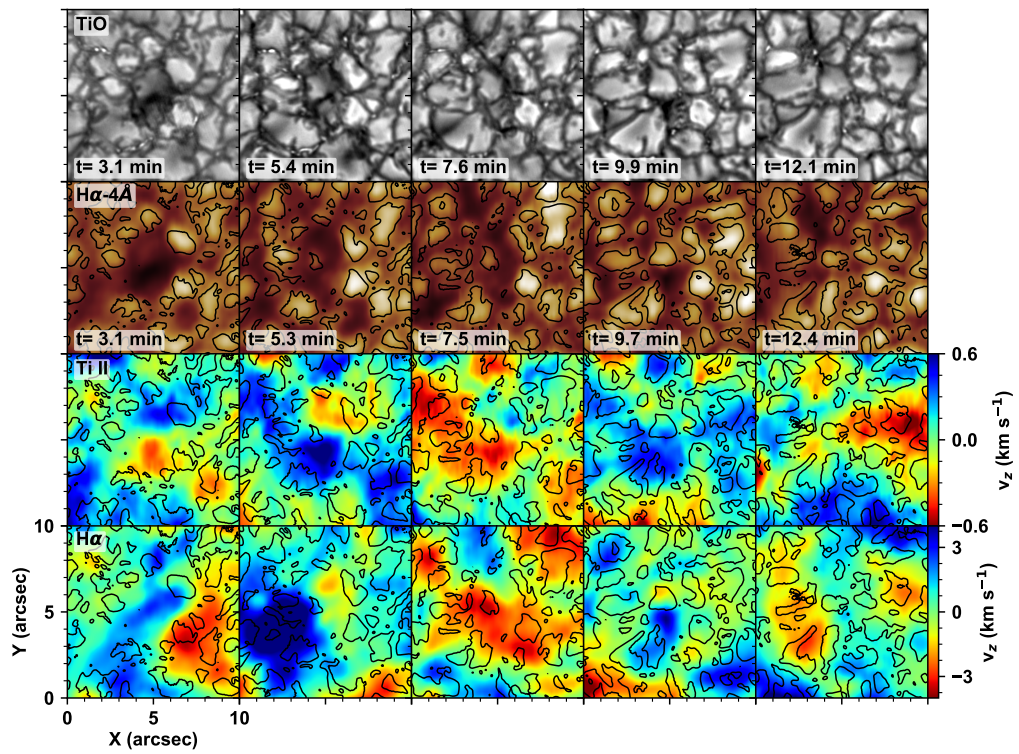 TiO
t= 3.1 min
t= 5.4 min
t= 7.6 min
t= 9.9 min
t=12.1 min
Hα-4Å
t= 3.1 min
t= 5.3 min
t= 7.5 min
t= 9.7 min
t=12.4 min
Ti II
0.6
0.0
−0.6
v_z (km s⁻¹)
Hα
3
0
−3
v_z (km s⁻¹)
10
5
0
Y (arcsec)
0
5
10
X (arcsec)